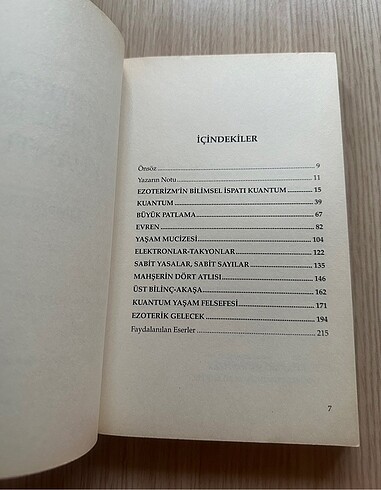 İÇİNDEKİLER
Önsöz 9
Yazarın Notu 11
EZOTERİZM'İN BİLİMSEL ISPATI KUANTUM 15
KUANTUM 39
BÜYÜK PATLAMA 67
EVREN 82
YAŞAM MUCİZESİ 104
ELEKTRONLAR-TAKYONLAR 122
SABİT YASALAR, SABİT SAYILAR 135
MAHŞERİN DÖRT ATLISI 146
ÜST BİLİNÇ-AKAŞA 162
KUANTUM YAŞAM FELSEFESİ 171
EZOTERİK GELECEK 194
Faydalanılan Eserler 215
7